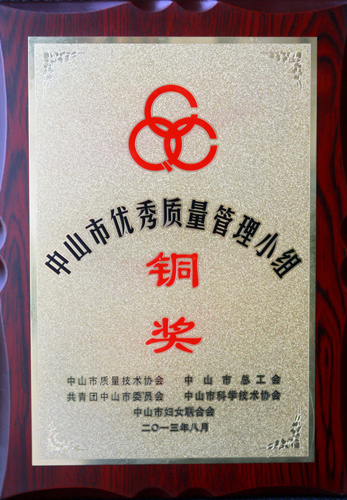 中山市优秀质量管理小组
铜
奖
中山市质量技术协会 中山市总工会
共青团中山市委员会 中山市科学技术协会
中山市妇女联合会
二〇一三年八月